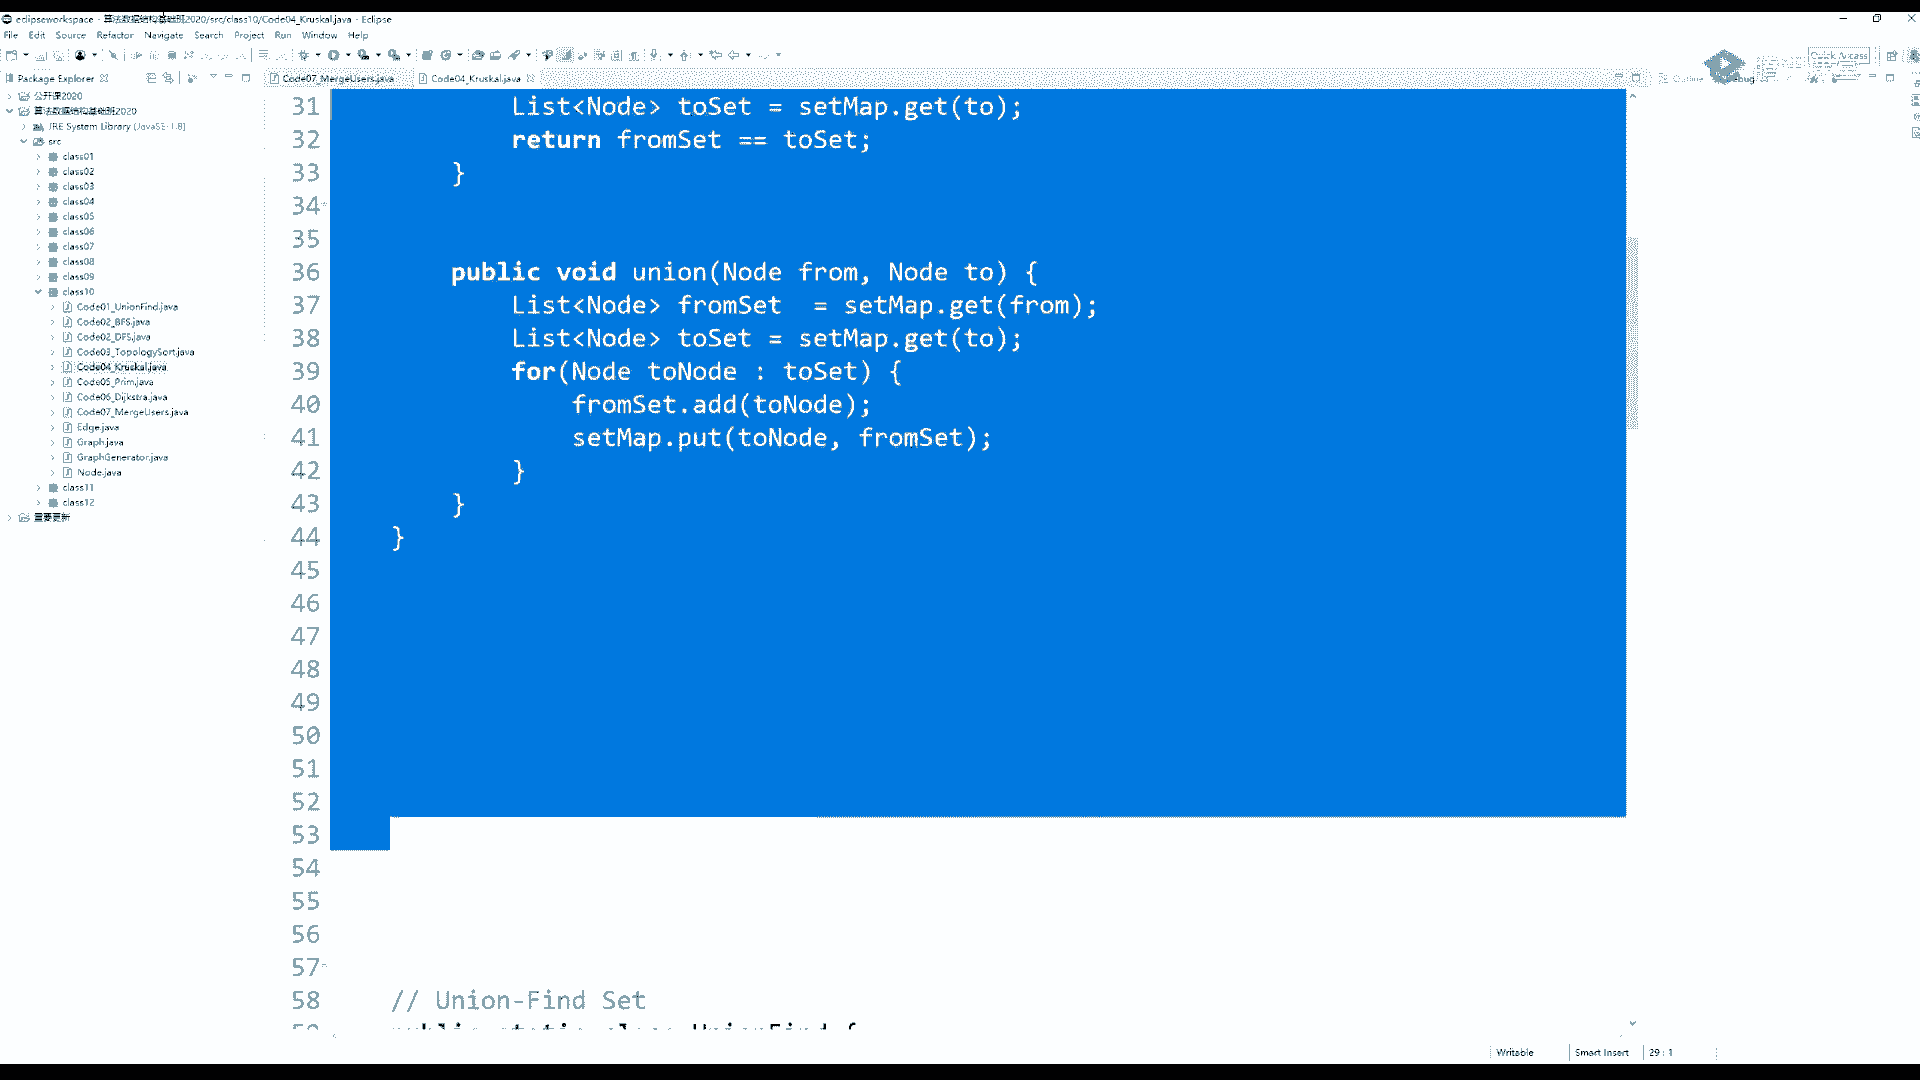 eclipseworkspace - 算法数据结构基础班2020/src/class10/Code04_Kruskal.java - Eclipse
File Edit Source Refactor Navigate Search Project Run Window Help
Quick Access
Package Explorer
Code07_MergeUsers.java
Code04_Kruskal.java
Outline
Debug
公开课2020
算法数据结构基础班2020
JRE System Library [JavaSE-1.8]
src
class01
class02
class03
class04
class05
class06
class07
class08
class09
class10
Code01_UnionFind.java
Code02_BFS.java
Code02_DFS.java
Code03_TopologySort.java
Code04_Kruskal.java
Code05_Prim.java
Code06_Dijkstra.java
Code07_MergeUsers.java
Edge.java
Graph.java
GraphGenerator.java
Node.java
class11
class12
重要更新
31 List<Node> toSet = setMap.get(to);
32 return fromSet == toSet;
33 }
34
35
36 public void union(Node from, Node to) {
37 List<Node> fromSet  = setMap.get(from);
38 List<Node> toSet = setMap.get(to);
39 for(Node toNode : toSet) {
40 fromSet.add(toNode);
41 setMap.put(toNode, fromSet);
42 }
43 }
44 }
45
46
47
48
49
50
51
52
53
54
55
56
57
58 // Union-Find Set
59 public static class UnionFind {
Writable Smart Insert 29 : 1